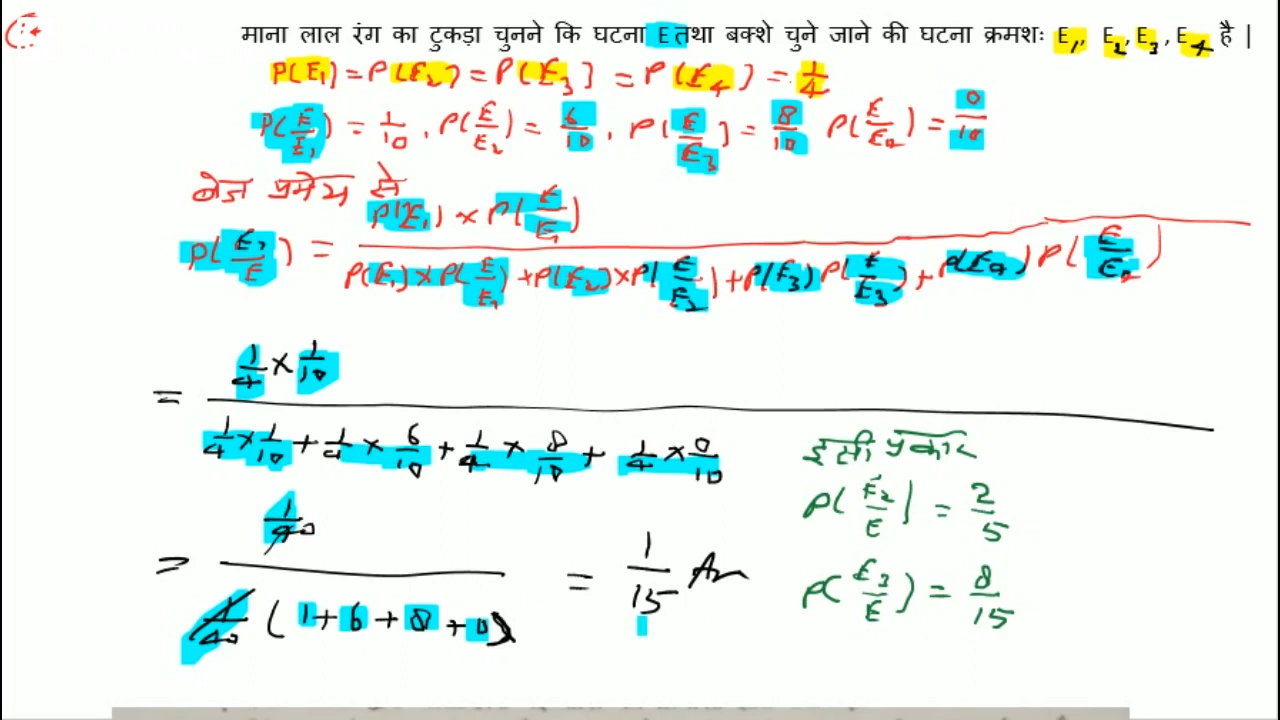 माना लाल रंग का टुकड़ा चुनने कि घटना E तथा बक्शे चुने जाने की घटना क्रमशः E₁, E₂, E₃, E₄ है |
P(E₁) = P(E₂) = P(E₃) = P(E₄) = 1/4
P(E/E₁) = 1/10, P(E/E₂) = 6/10, P(E/E₃) = 8/10 P(E/E₄) = 0/10
बेज प्रमेय से
P(E₁/E) = P(E₁) × P(E/E₁) / P(E₁) × P(E/E₁) + P(E₂) × P(E/E₂) + P(E₃) P(E/E₃) + P(E₄) P(E/E₄)
= 1/4 × 1/10 / 1/4 × 1/10 + 1/4 × 6/10 + 1/4 × 8/10 + 1/4 × 0/10
= 1/40 / 1/40 (1 + 6 + 8 + 0) = 1/15 An
इसी प्रकार
P(E₂/E) = 2/5
P(E₃/E) = 8/15